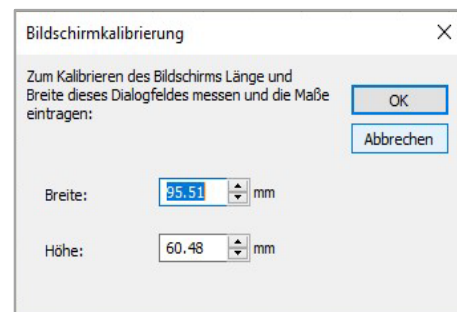 Bildschirmkalibrierung
Zum Kalibrieren des Bildschirms Länge und
Breite dieses Dialogfeldes messen und die Maße
eintragen:
OK
Abbrechen
Breite: 95.51 mm
Höhe: 60.48 mm